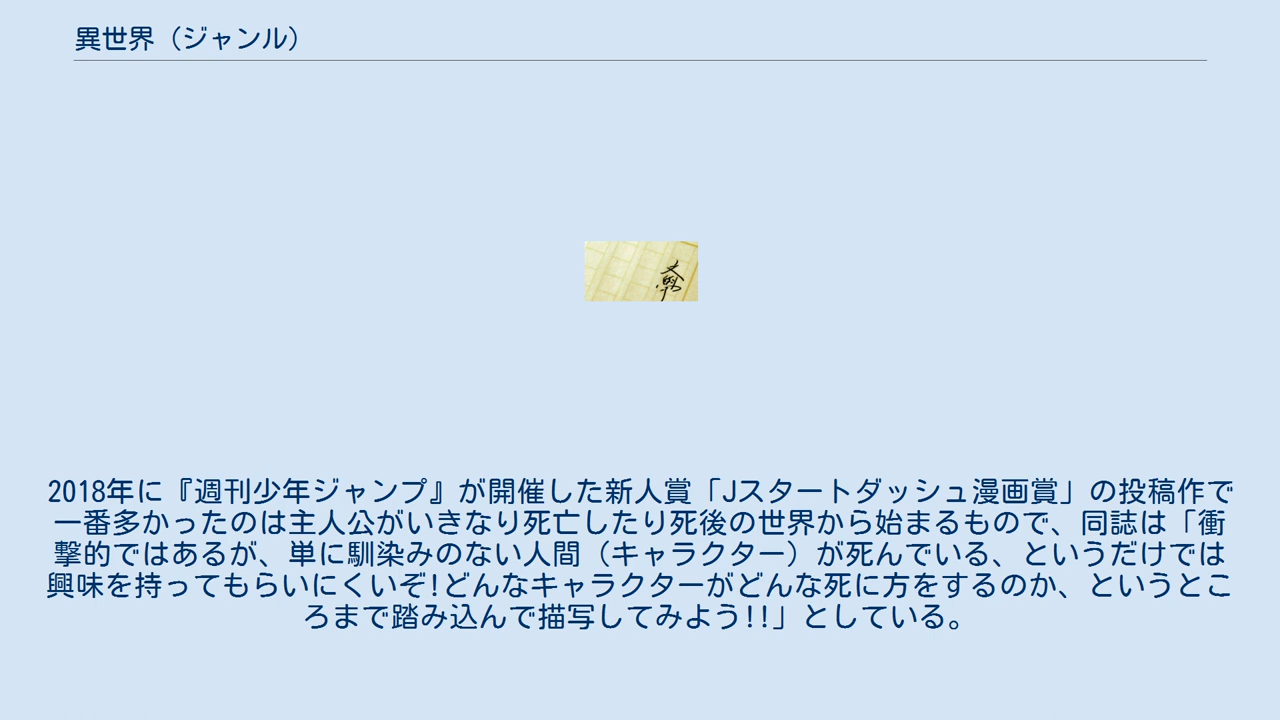 異世界（ジャンル）
2018年に『週刊少年ジャンプ』が開催した新人賞「Jスタートダッシュ漫画賞」の投稿作で
一番多かったのは主人公がいきなり死亡したり死後の世界から始まるもので、同誌は「衝
撃的ではあるが、単に馴染みのない人間（キャラクター）が死んでいる、というだけでは
興味を持ってもらいにくいぞ!どんなキャラクターがどんな死に方をするのか、というとこ
ろまで踏み込んで描写してみよう!!」としている。